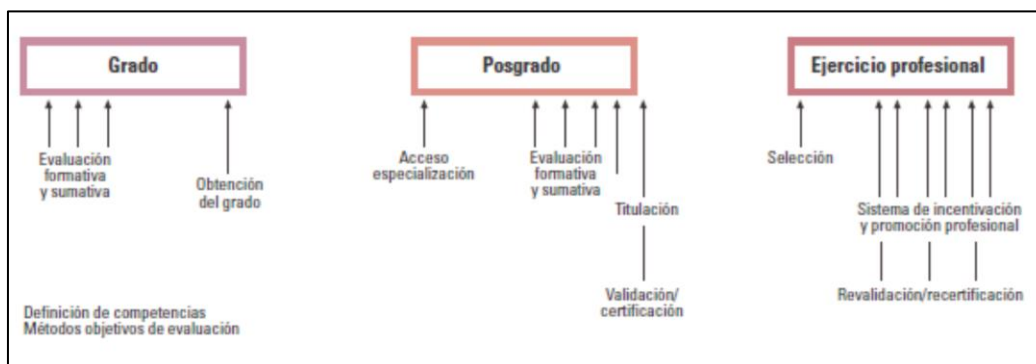 Grado
Posgrado
Ejercicio profesional
Evaluación
formativa
y sumativa
Obtención
del grado
Acceso
especialización
Evaluación
formativa
y sumativa
Titulación
Validación/
certificación
Selección
Sistema de incentivación
y promoción profesional
Revalidación/recertificación
Definición de competencias
Métodos objetivos de evaluación